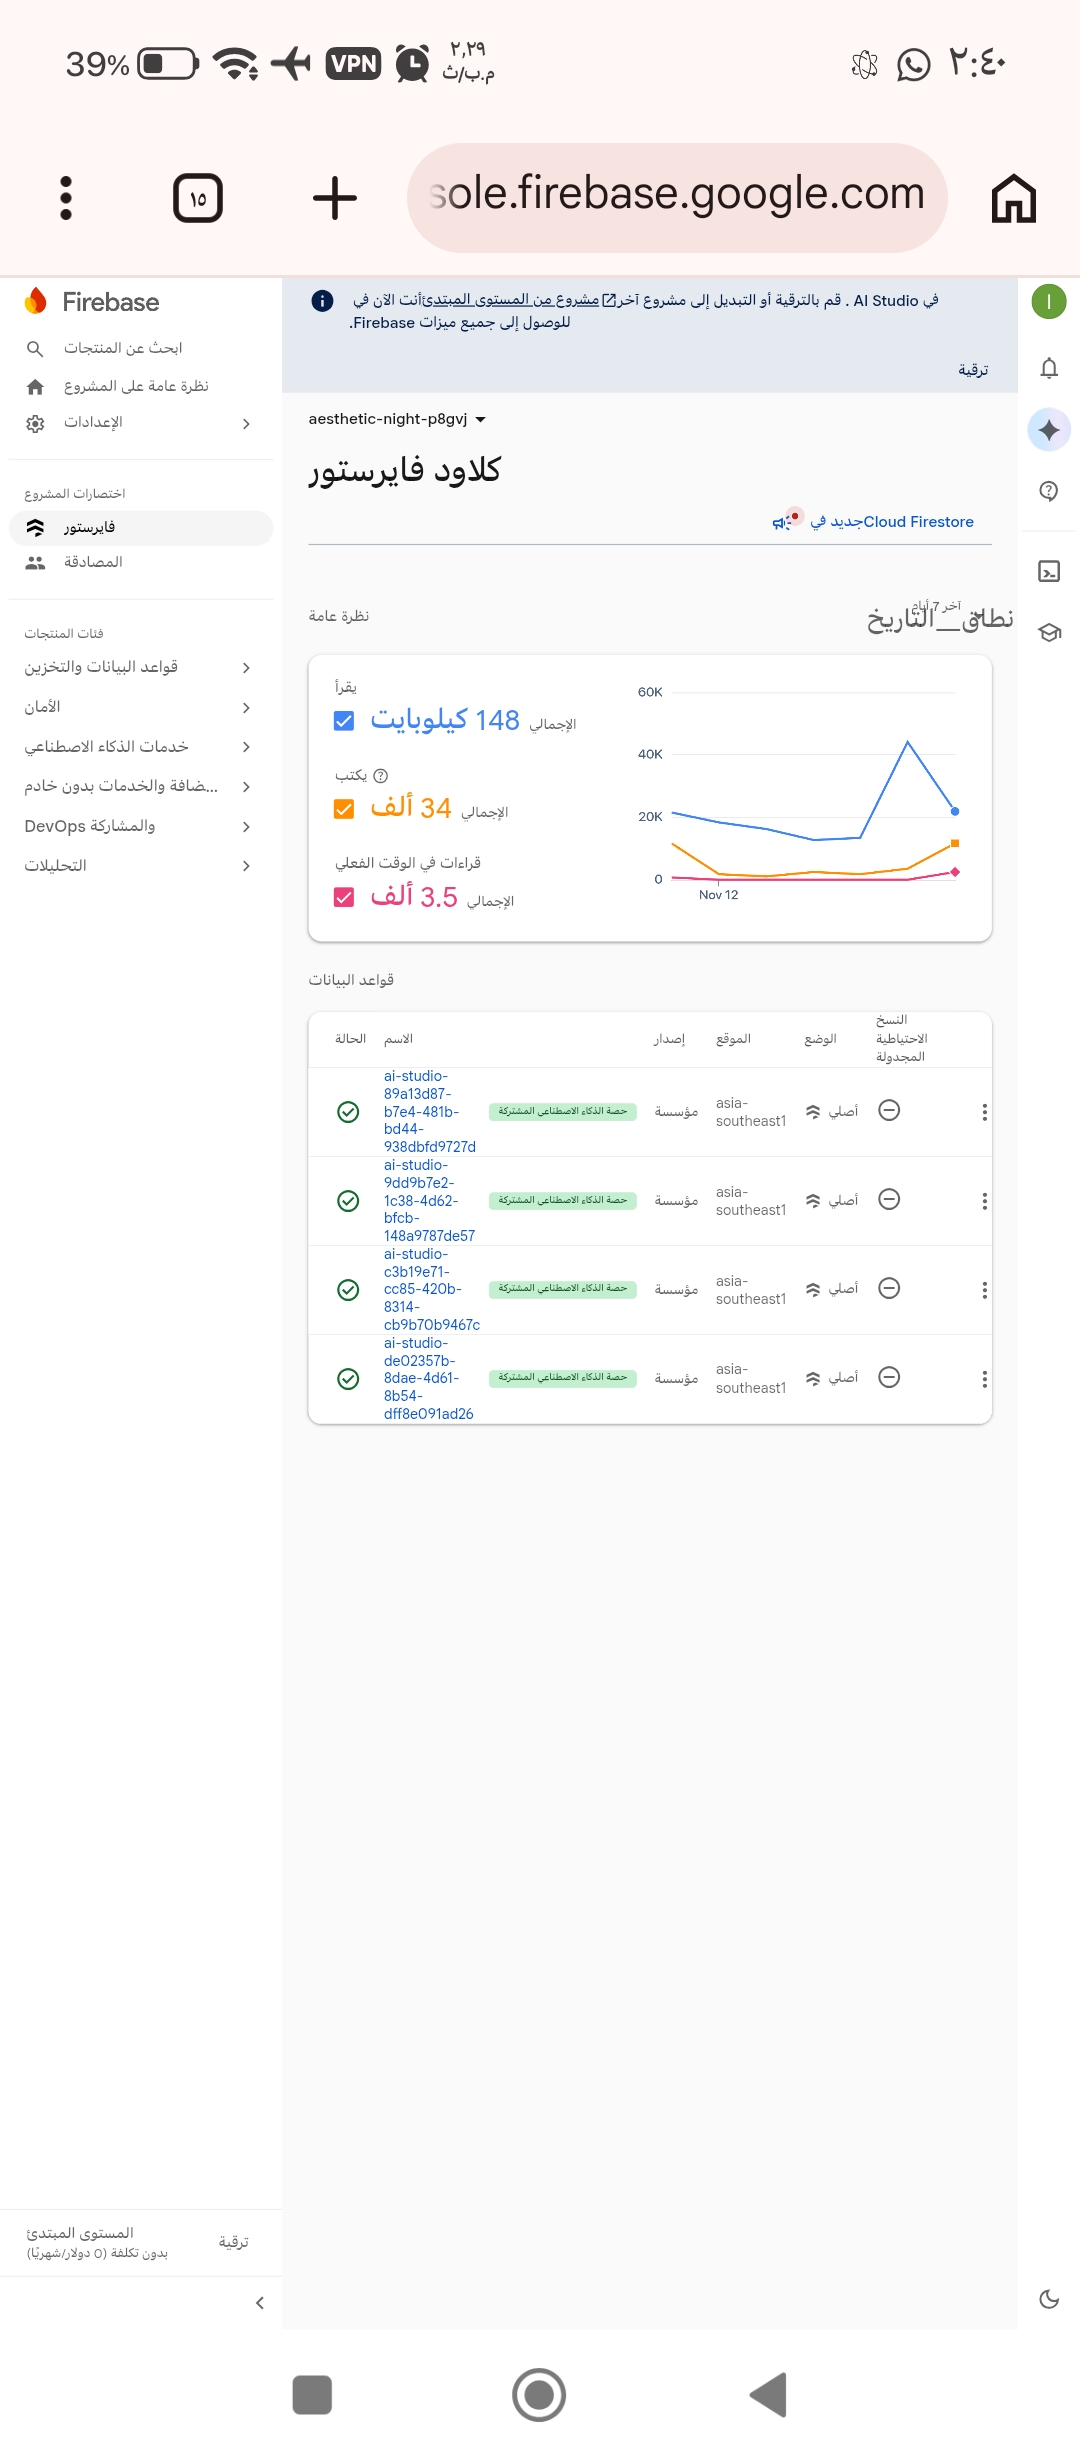 39%
VPN
٢,٢٩
م.ب/ث
٢:٤٠
١٥
sole.firebase.google.com
Firebase
ابحث عن المنتجات
نظرة عامة على المشروع
الإعدادات
اختصارات المشروع
فايرستور
المصادقة
فئات المنتجات
قواعد البيانات والتخزين
الأمان
خدمات الذكاء الاصطناعي
...ضافة والخدمات بدون خادم
DevOps والمشاركة
التحليلات
المستوى المبتدئ
بدون تكلفة (0 دولار/شهريًا)
ترقية
أنت الآن في مشروع من المستوى المبتدئ في AI Studio . قم بالترقية أو التبديل إلى مشروع آخر
للوصول إلى جميع ميزات Firebase.
ترقية
I
aesthetic-night-p8gvj
كلاود فايرستور
جديد في Cloud Firestore
نظرة عامة
نطاق__التاريخ
آخر 7 أيام
يقرأ
148 كيلوبايت الإجمالي
يكتب
34 ألف الإجمالي
قراءات في الوقت الفعلي
3.5 ألف الإجمالي
60K
40K
20K
0
Nov 12
قواعد البيانات
الحالة
الاسم
إصدار
الموقع
الوضع
النسخ
الاحتياطية
المجدولة
ai-studio-
89a13d87-
b7e4-481b-
bd44-
938dbfd9727d
حصة الذكاء الاصطناعي المشتركة
مؤسسة
asia-
southeast1
أصلي
ai-studio-
9dd9b7e2-
1c38-4d62-
bfcb-
148a9787de57
حصة الذكاء الاصطناعي المشتركة
مؤسسة
asia-
southeast1
أصلي
ai-studio-
c3b19e71-
cc85-420b-
8314-
cb9b70b9467c
حصة الذكاء الاصطناعي المشتركة
مؤسسة
asia-
southeast1
أصلي
ai-studio-
de02357b-
8dae-4d61-
8b54-
dff8e091ad26
حصة الذكاء الاصطناعي المشتركة
مؤسسة
asia-
southeast1
أصلي